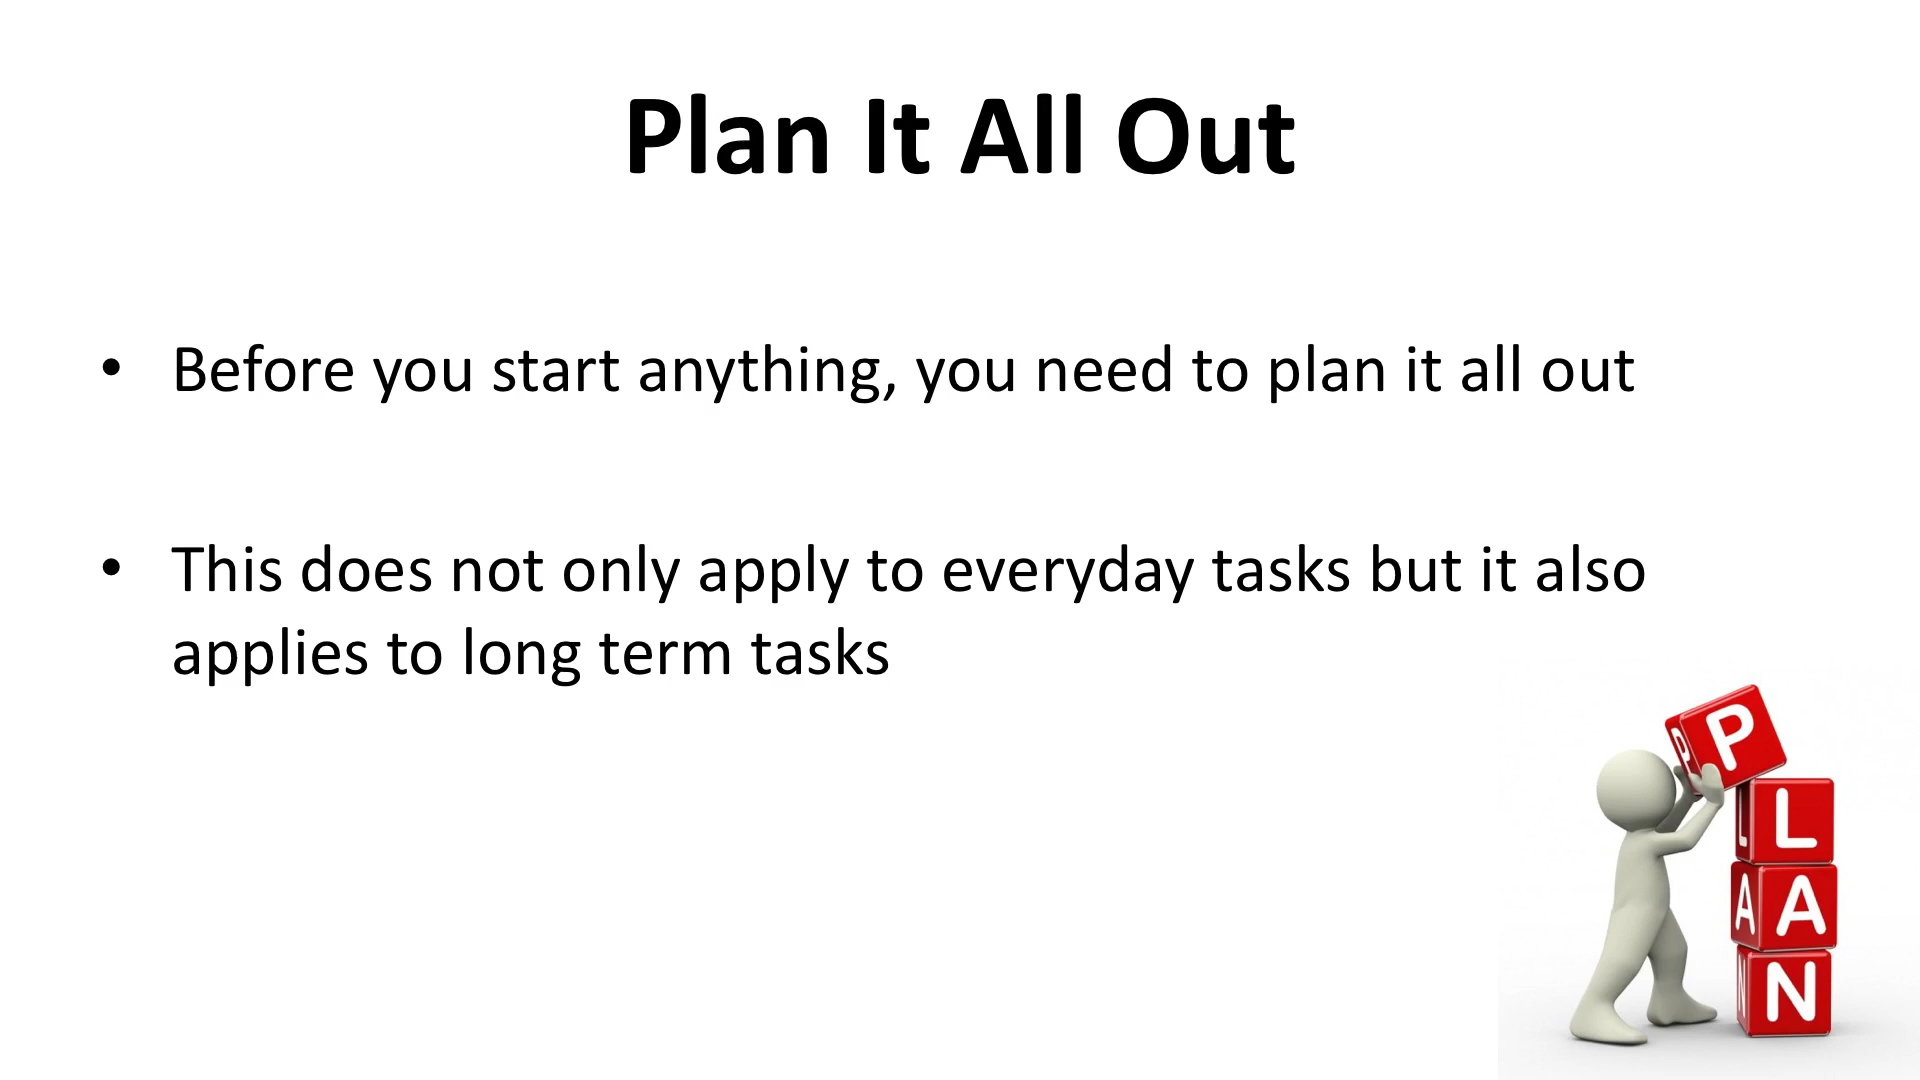 Plan It All Out
• Before you start anything, you need to plan it all out
• This does not only apply to everyday tasks but it also
applies to long term tasks
P P
L L
A A
N N